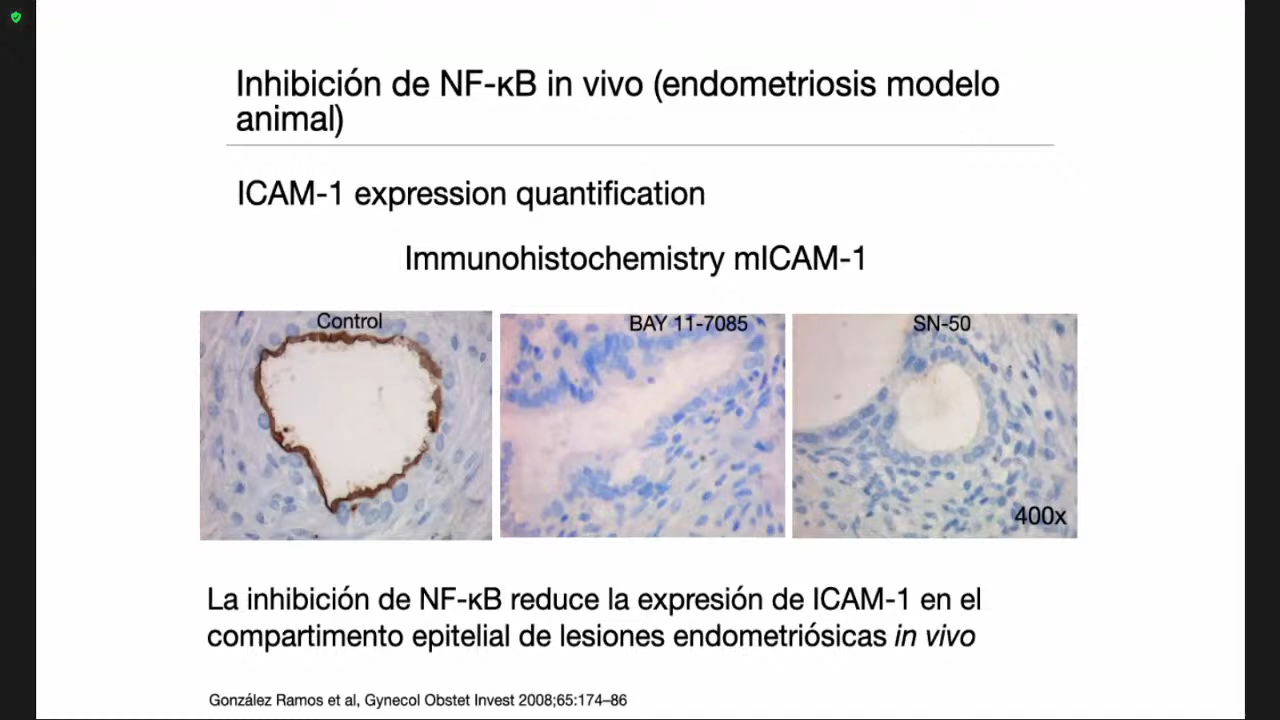 Inhibición de NF-κB in vivo (endometriosis modelo
animal)
ICAM-1 expression quantification
Immunohistochemistry mICAM-1
Control
BAY 11-7085
SN-50
400x
La inhibición de NF-κB reduce la expresión de ICAM-1 en el
compartimento epitelial de lesiones endometriósicas in vivo
González Ramos et al, Gynecol Obstet Invest 2008;65:174–86